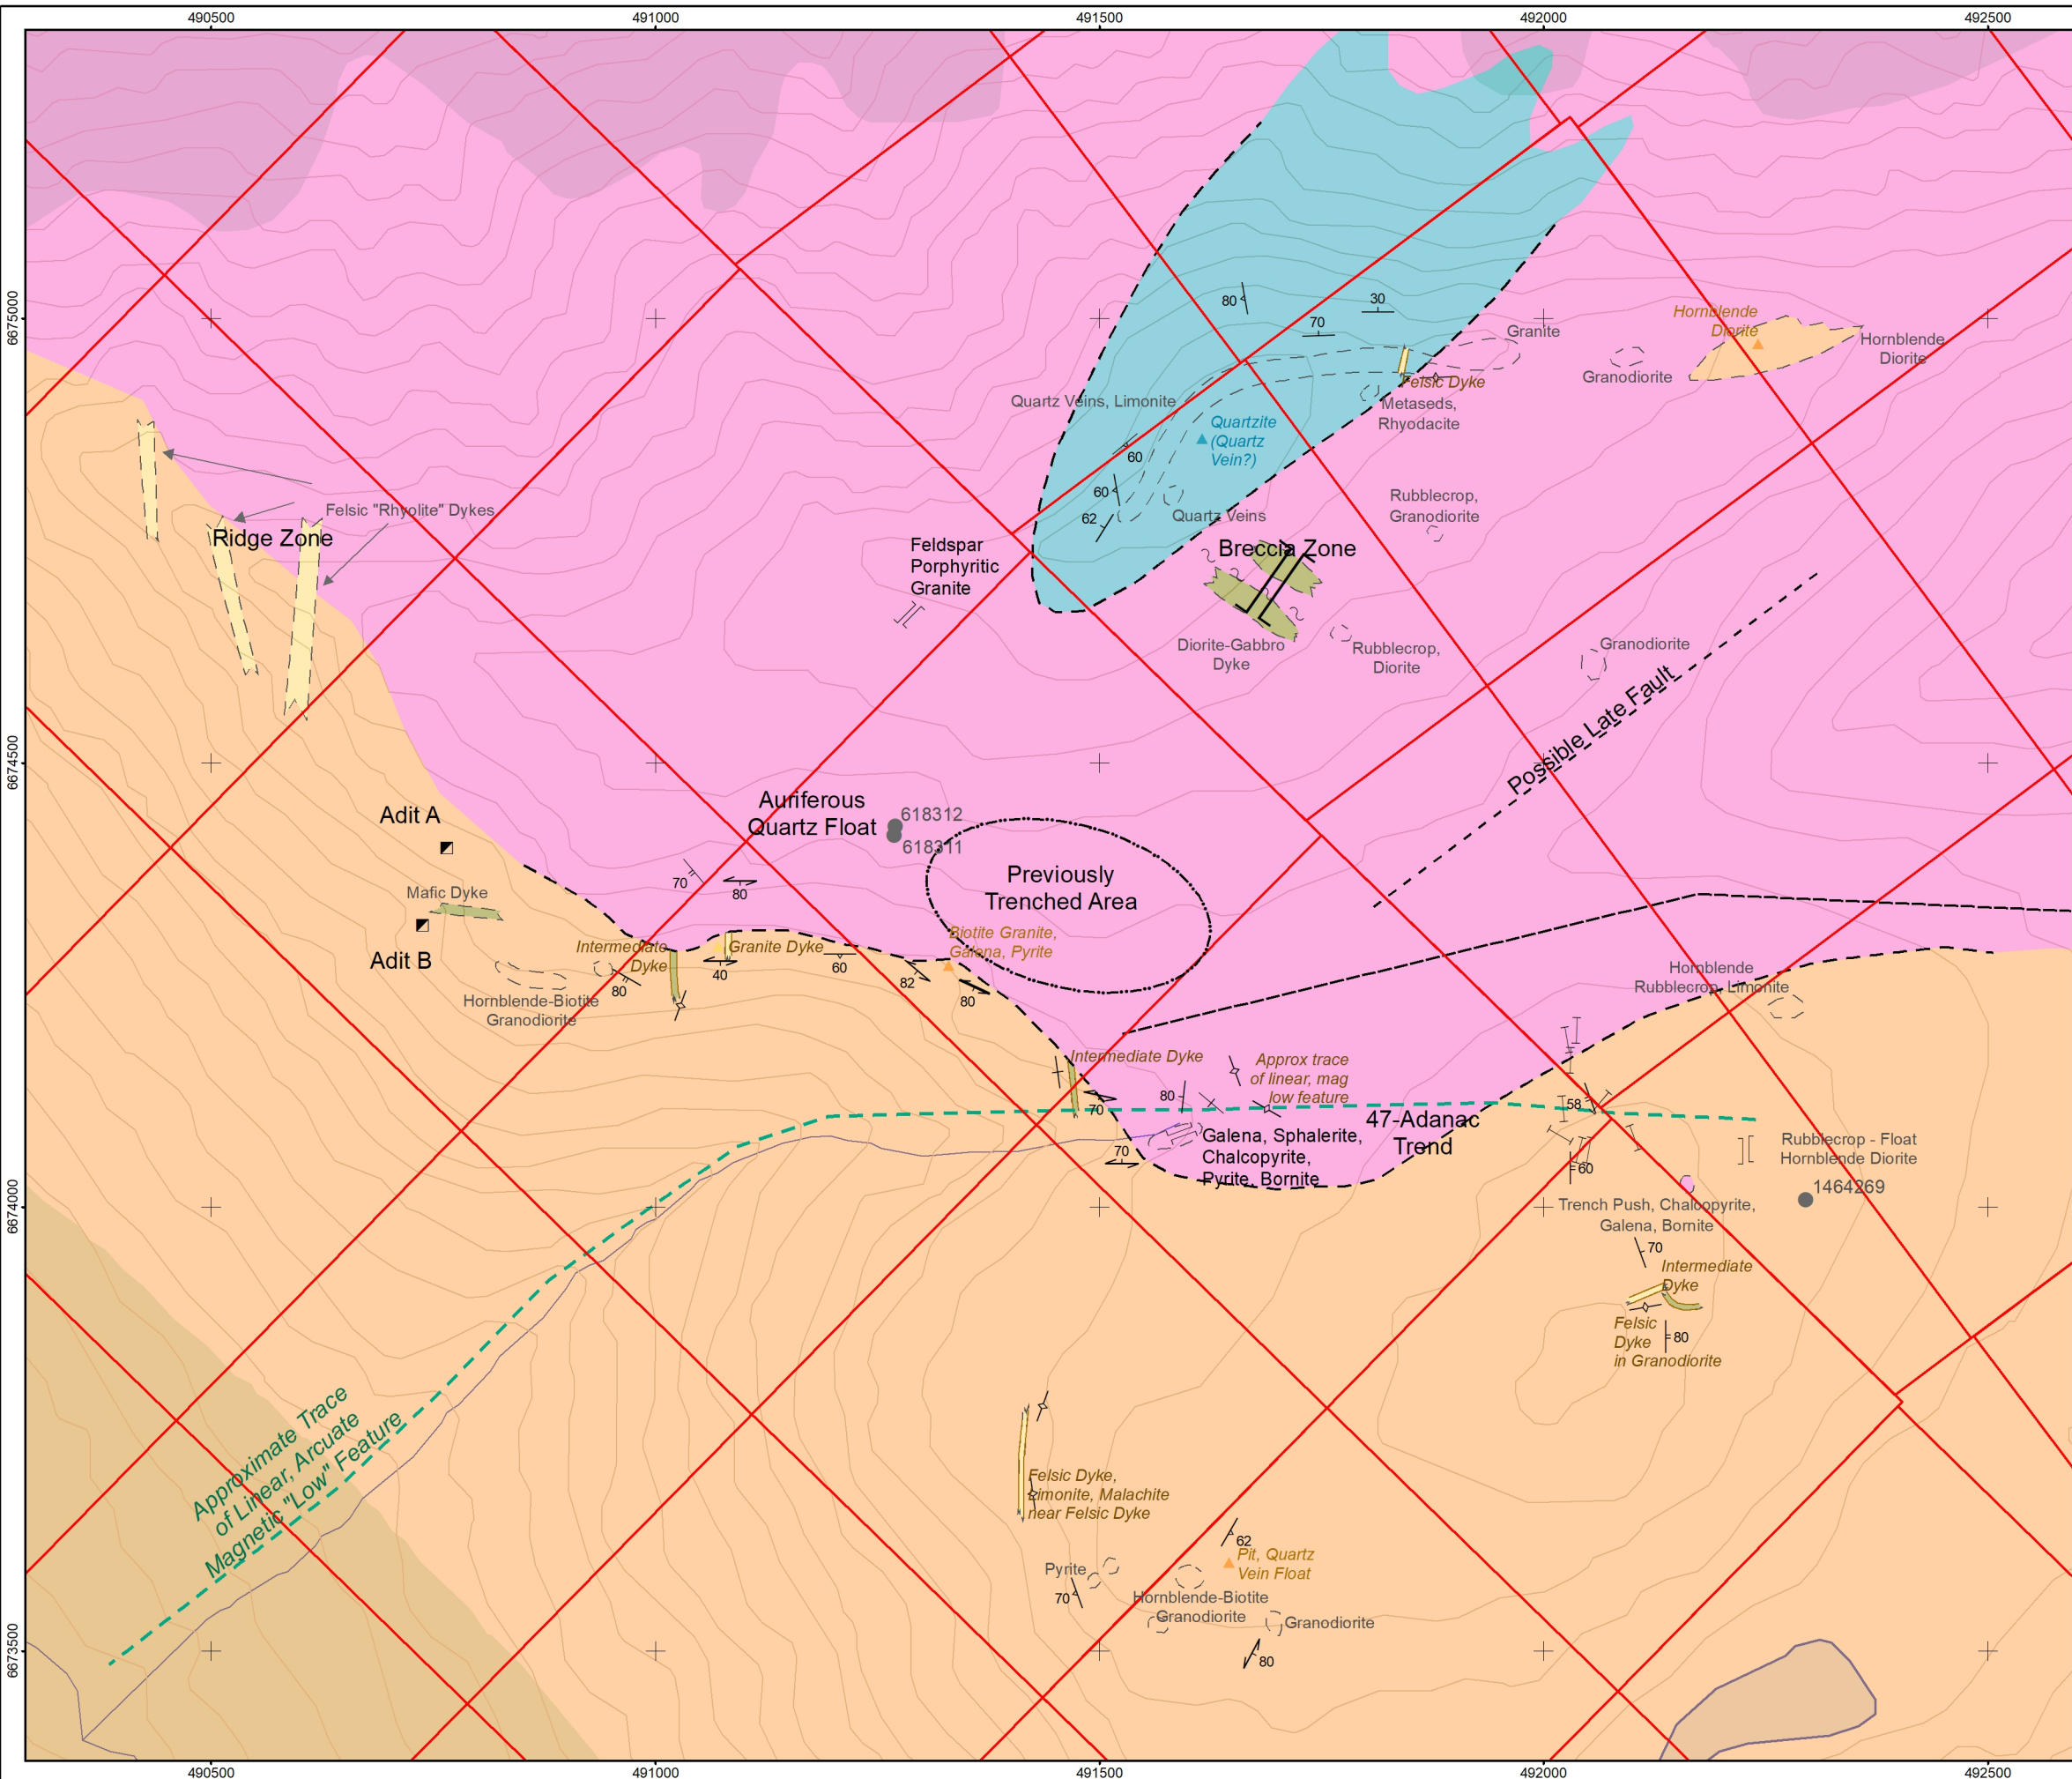 490500
491000
491500
492000
492500
6675000
80
70
30
Granite
Hornblende
Diorite
Hornblende
Diorite
Granodiorite
Felsic Dyke
Quartz Veins, Limonite
Metaseds,
Rhyodacite
Quartzite
(Quartz
Vein?)
60
60
62
Quartz Veins
Rubblecrop,
Granodiorite
Felsic "Rhyolite" Dykes
Ridge Zone
Feldspar
Porphyritic
Granite
Breccia Zone
Diorite-Gabbro
Dyke
Rubblecrop,
Diorite
Granodiorite
Possible Late Fault
6674500
Adit A
Auriferous
Quartz Float
618312
618311
Previously
Trenched Area
70
80
Mafic Dyke
Adit B
Intermediate
Dyke
Granite Dyke
Biotite Granite,
Galena, Pyrite
40
60
82
80
80
Hornblende-Biotite
Granodiorite
Hornblende
Rubblecrop, Limonite
Intermediate Dyke
Approx trace
of linear, mag
low feature
70
80
58
47-Adanac
Trend
Galena, Sphalerite,
Chalcopyrite,
Pyrite, Bornite
70
60
Rubblecrop - Float
Hornblende Diorite
1464269
Trench Push, Chalcopyrite,
Galena, Bornite
6674000
70
Intermediate
Dyke
Felsic
Dyke
in Granodiorite
80
Approximate Trace
of Linear, Arcuate
Magnetic "Low" Feature
Felsic Dyke,
Limonite, Malachite
near Felsic Dyke
62
Pit, Quartz
Vein Float
Pyrite
70
Hornblende-Biotite
Granodiorite
Granodiorite
80
6673500
490500
491000
491500
492000
492500